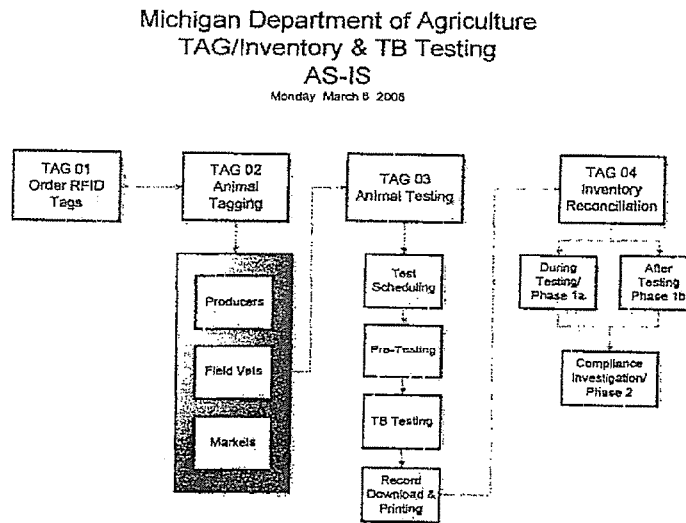 Michigan Department of Agriculture
TAG/Inventory & TB Testing
AS-IS
Monday March 6 2006
TAG 01
Order RFID
Tags
TAG 02
Animal
Tagging
Producers
Field Vets
Markets
TAG 03
Animal Testing
Test
Scheduling
Pre-Testing
TB Testing
Record
Download &
Printing
TAG 04
Inventory
Reconciliation
During
Testing/
Phase 1a
After
Testing
Phase 1b
Compliance
Investigation/
Phase 2